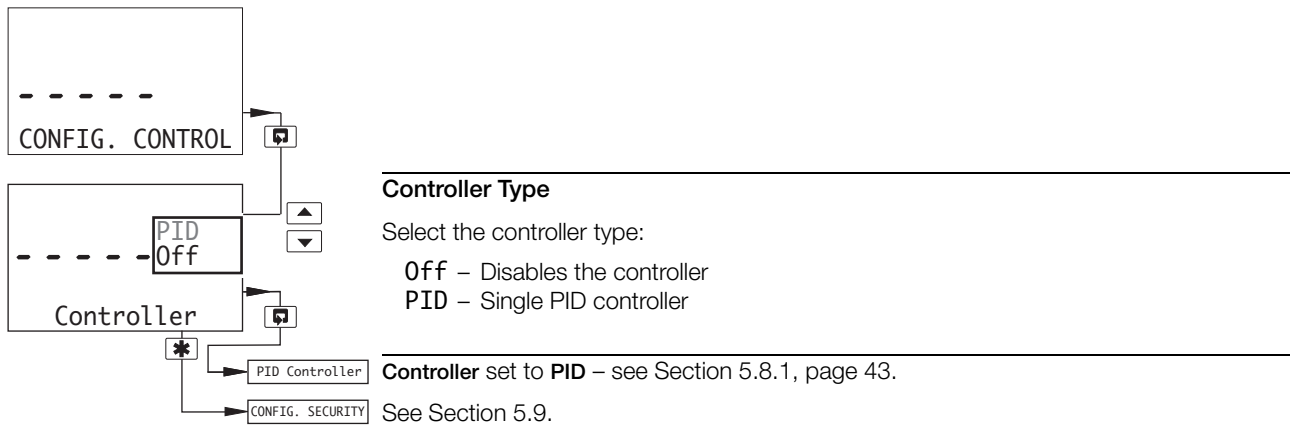 - - - - -
CONFIG. CONTROL
PID
- - - - - Off
Controller
Controller Type
Select the controller type:
Off – Disables the controller
PID – Single PID controller
PID Controller
Controller set to PID – see Section 5.8.1, page 43.
CONFIG. SECURITY
See Section 5.9.